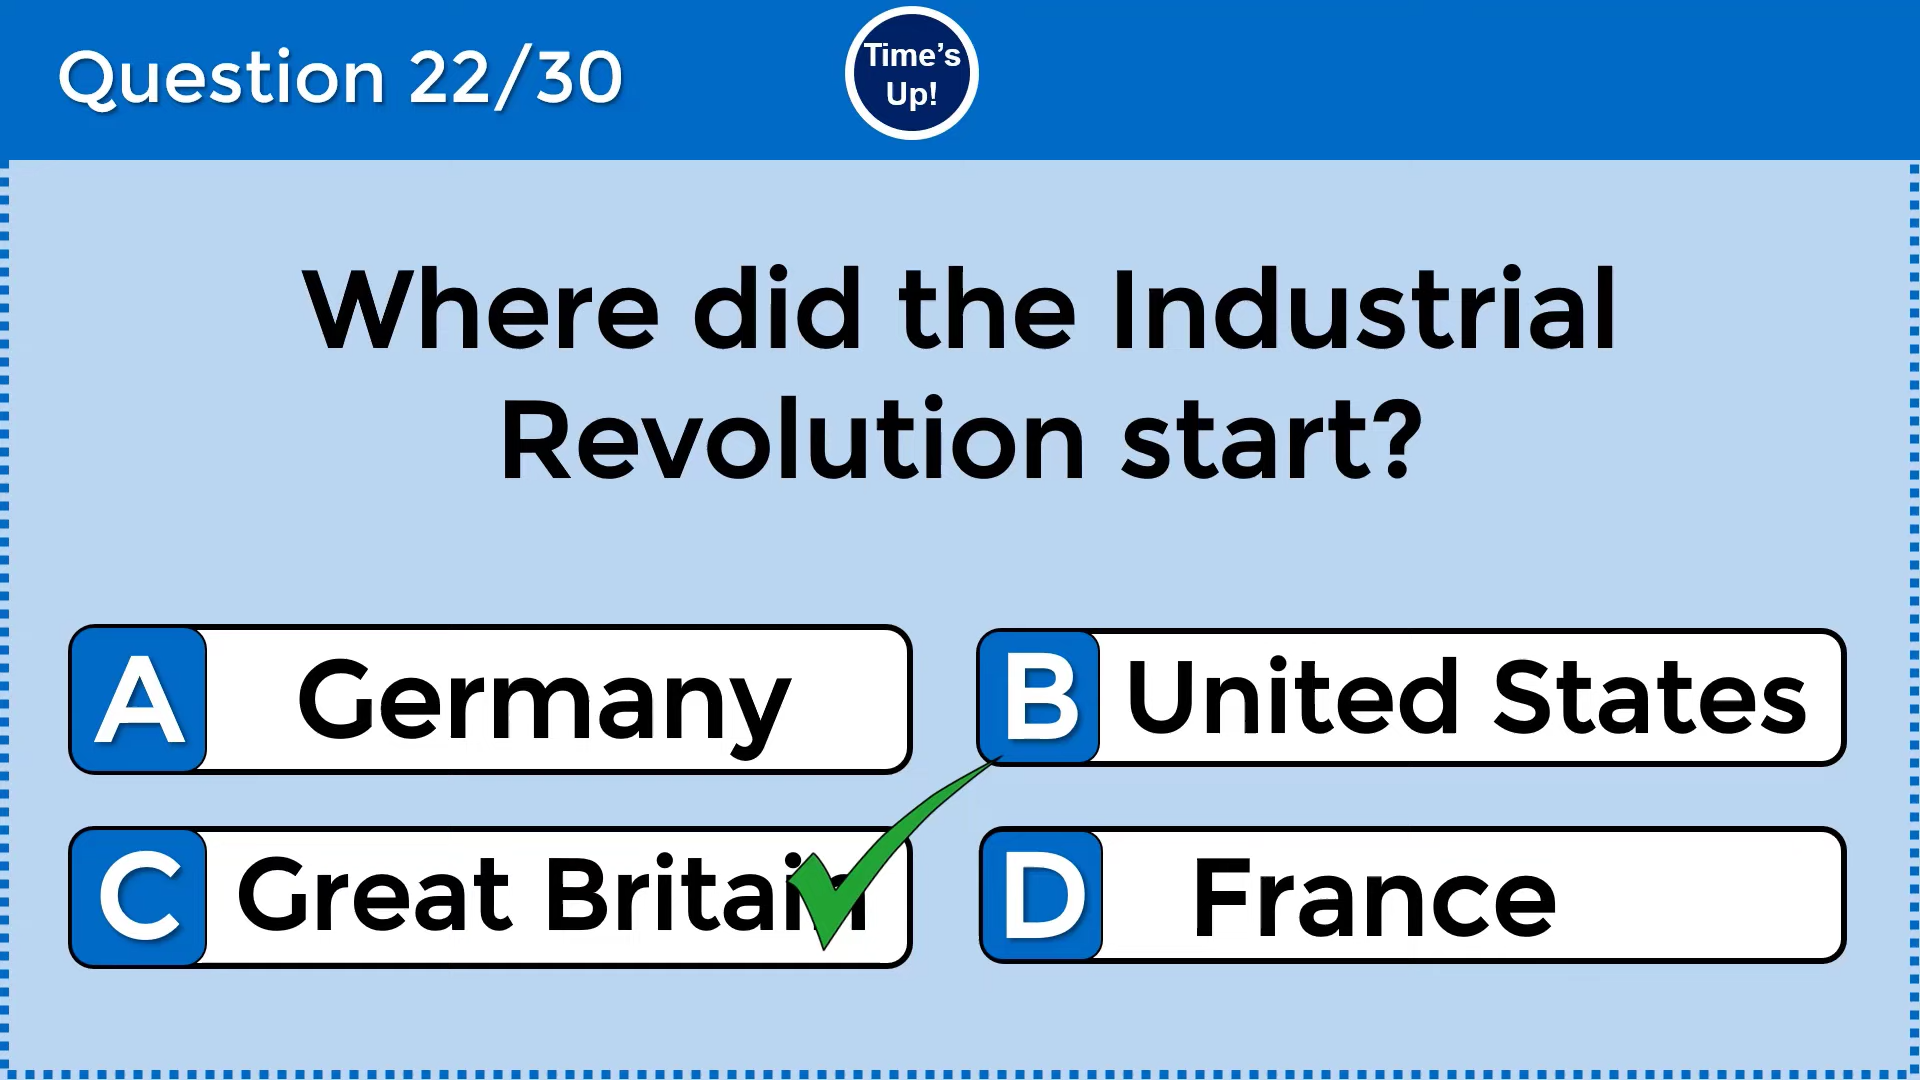 Question 22/30
Time’s
Up!
Where did the Industrial
Revolution start?
A Germany
B United States
C Great Britain
D France